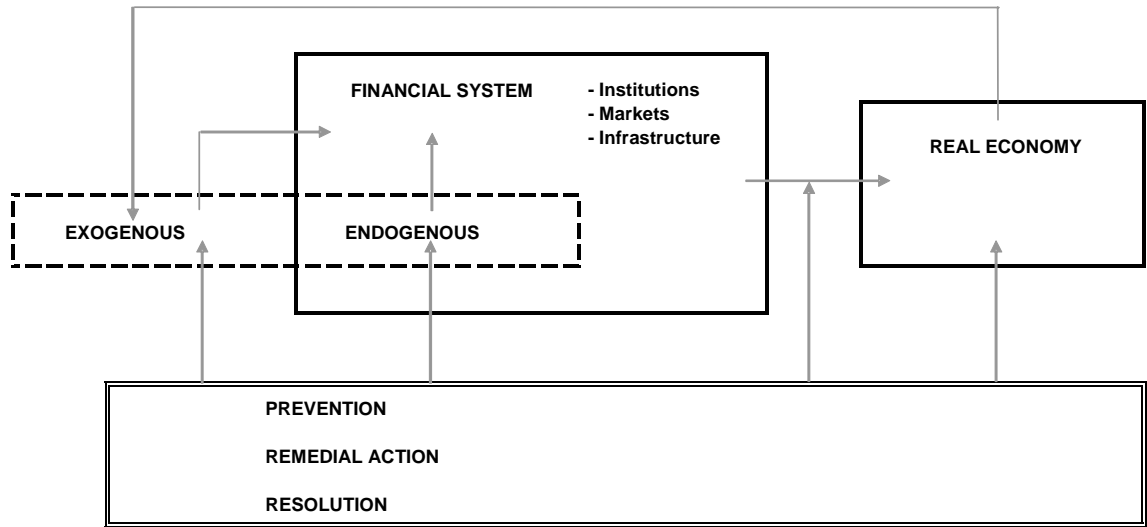 FINANCIAL SYSTEM
- Institutions
- Markets
- Infrastructure
REAL ECONOMY
EXOGENOUS
ENDOGENOUS
PREVENTION
REMEDIAL ACTION
RESOLUTION